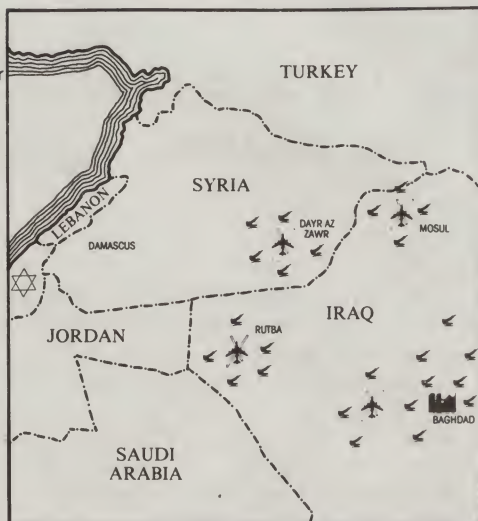 TURKEY
SYRIA
LEBANON
DAYR AZ
ZAWR
MOSUL
DAMASCUS
IRAQ
JORDAN
RUTBA
BAGHDAD
SAUDI
ARABIA